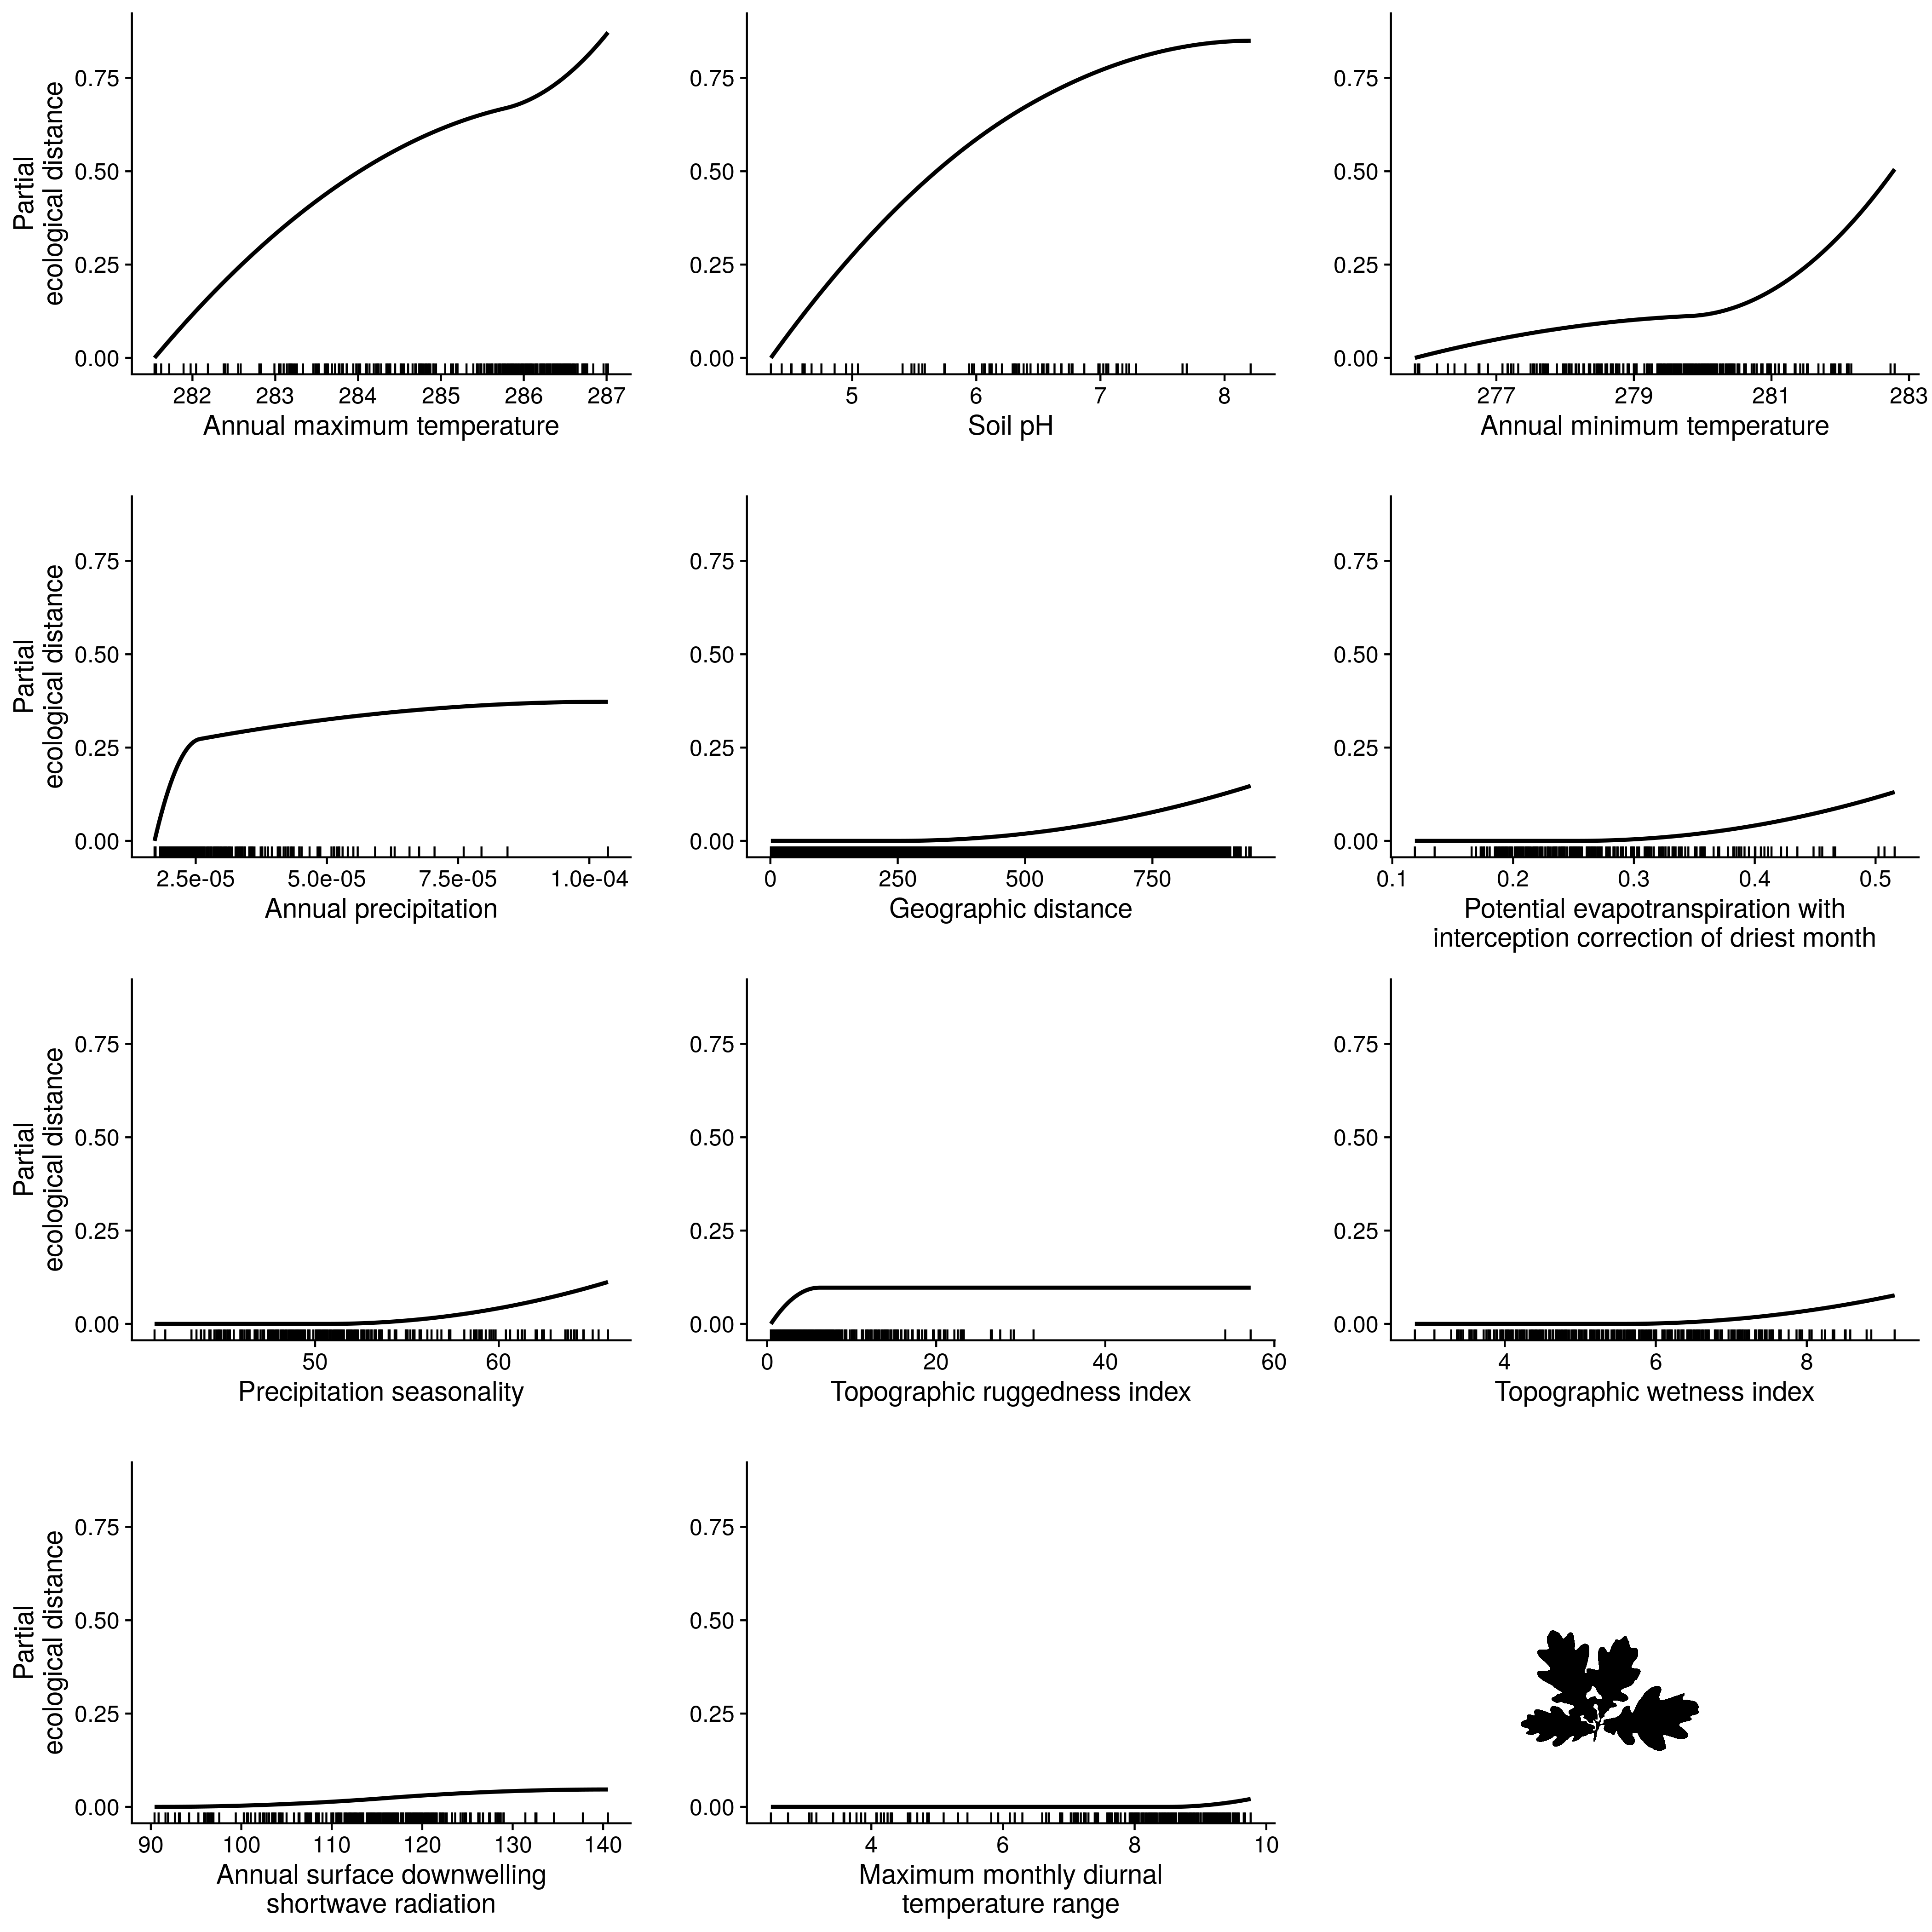 Partial
ecological distance
0.75
0.50
0.25
0.00
282 283 284 285 286 287
Annual maximum temperature
0.75
0.50
0.25
0.00
5 6 7 8
Soil pH
0.75
0.50
0.25
0.00
277 279 281 283
Annual minimum temperature
Partial
ecological distance
0.75
0.50
0.25
0.00
2.5e-05 5.0e-05 7.5e-05 1.0e-04
Annual precipitation
0.75
0.50
0.25
0.00
0 250 500 750
Geographic distance
0.75
0.50
0.25
0.00
0.1 0.2 0.3 0.4 0.5
Potential evapotranspiration with
interception correction of driest month
Partial
ecological distance
0.75
0.50
0.25
0.00
50 60
Precipitation seasonality
0.75
0.50
0.25
0.00
0 20 40 60
Topographic ruggedness index
0.75
0.50
0.25
0.00
4 6 8
Topographic wetness index
Partial
ecological distance
0.75
0.50
0.25
0.00
90 100 110 120 130 140
Annual surface downwelling
shortwave radiation
0.75
0.50
0.25
0.00
4 6 8 10
Maximum monthly diurnal
temperature range